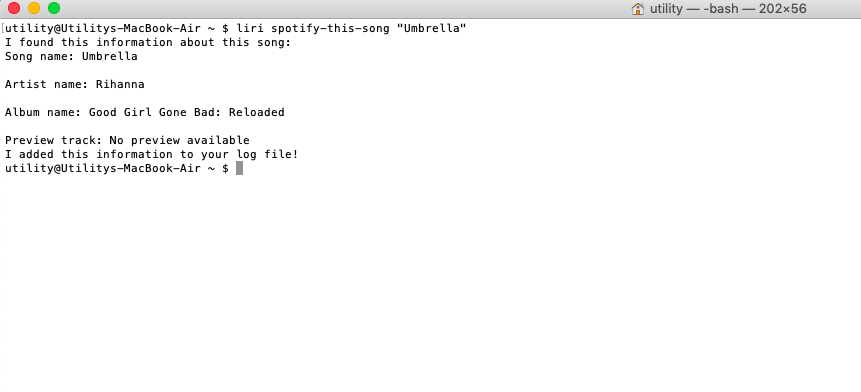 utility — -bash — 202×56
[utility@Utilitys-MacBook-Air ~ $ liri spotify-this-song "Umbrella"
I found this information about this song:
Song name: Umbrella
Artist name: Rihanna
Album name: Good Girl Gone Bad: Reloaded
Preview track: No preview available
I added this information to your log file!
utility@Utilitys-MacBook-Air ~ $